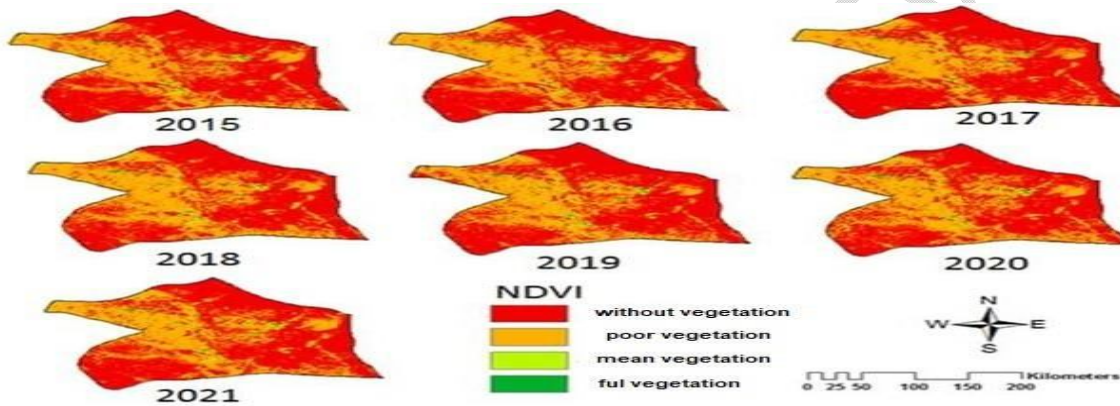 2015
2016
2017
2018
2019
2020
2021
NDVI
without vegetation
poor vegetation
mean vegetation
ful vegetation
N
W E
S
Kilometers
0 25 50 100 150 200